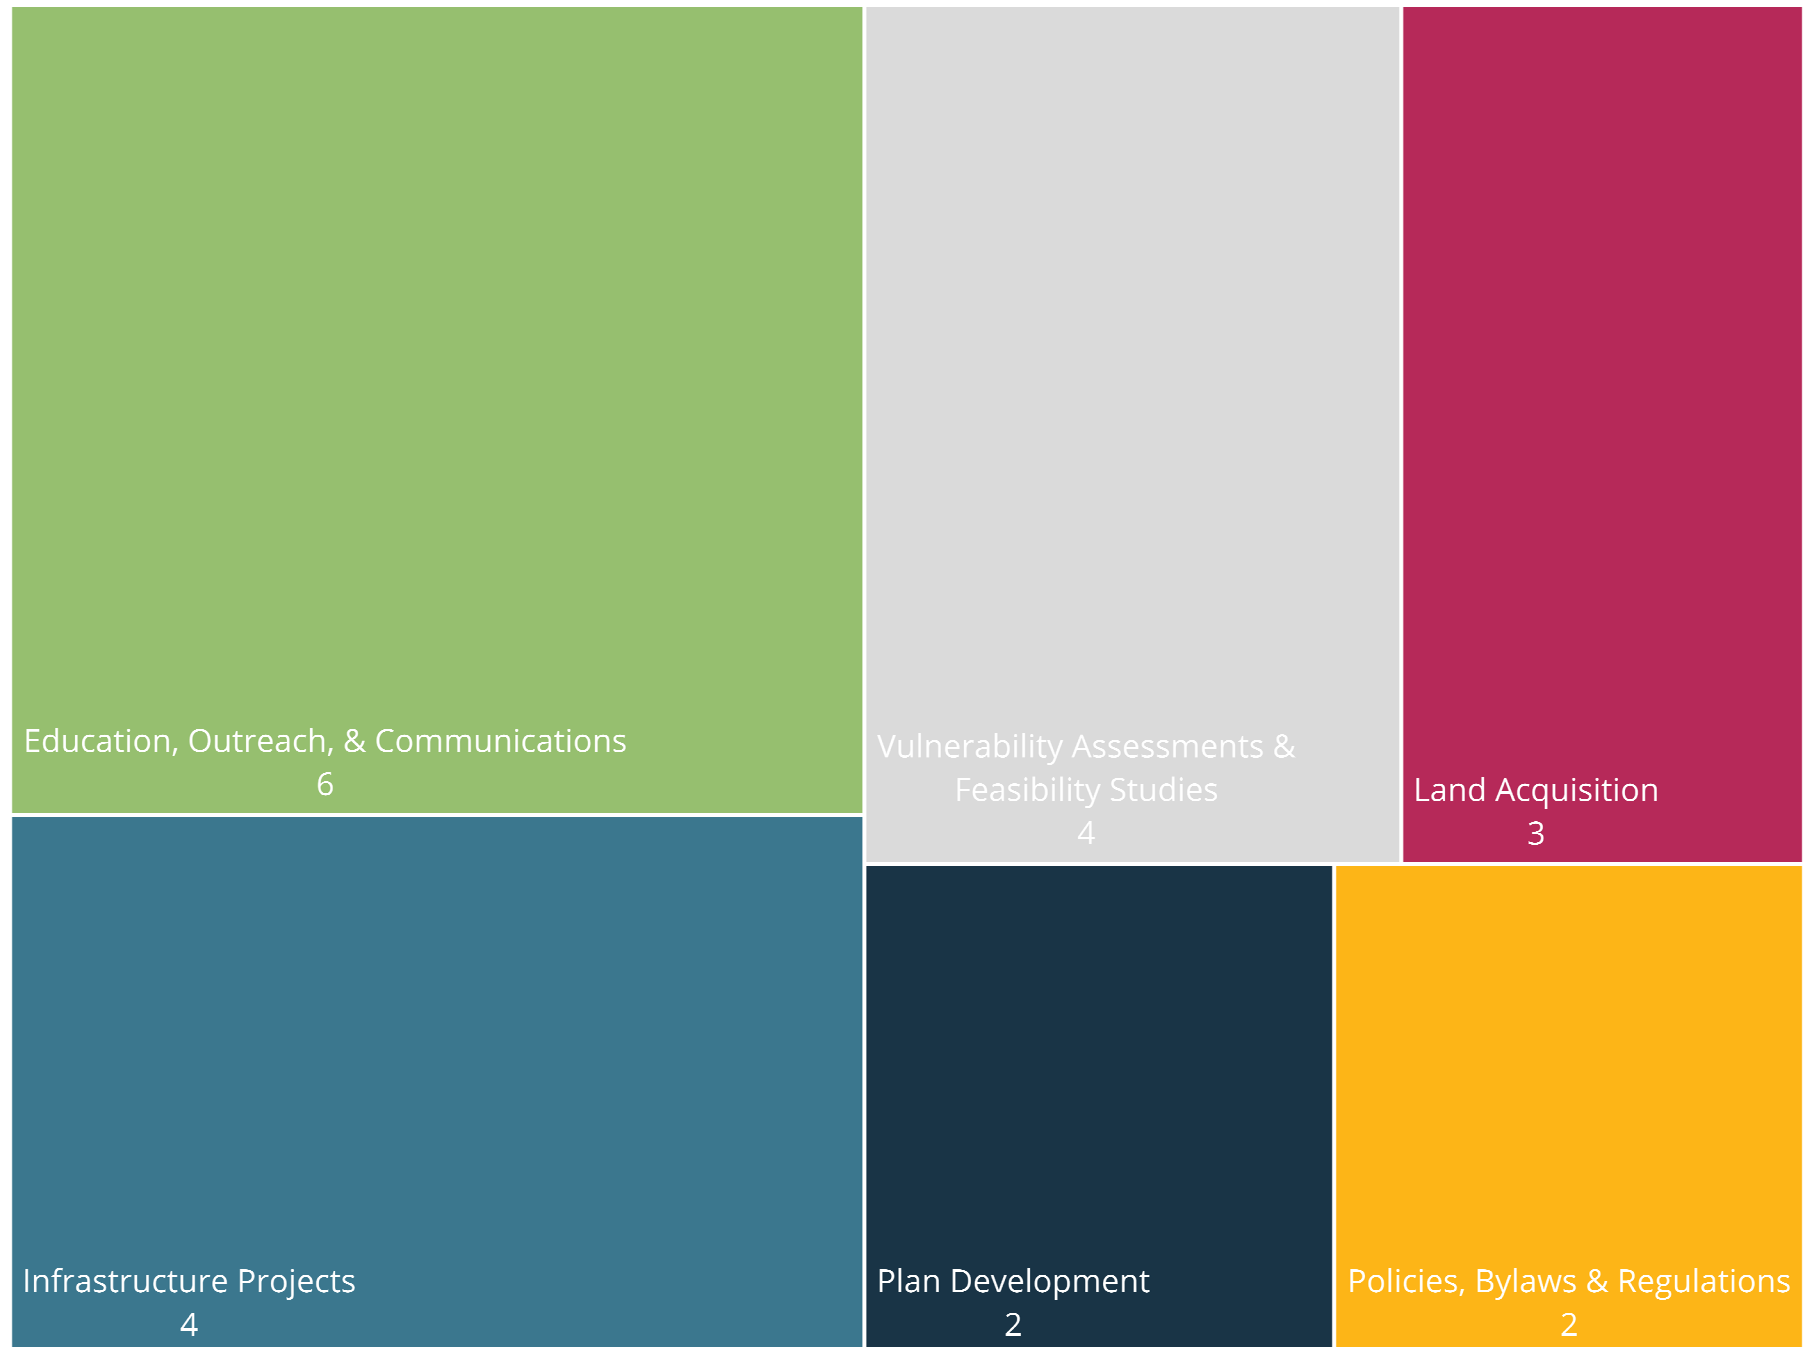 Education, Outreach, & Communications
6
Vulnerability Assessments &
Feasibility Studies
4
Land Acquisition
3
Infrastructure Projects
4
Plan Development
2
Policies, Bylaws & Regulations
2